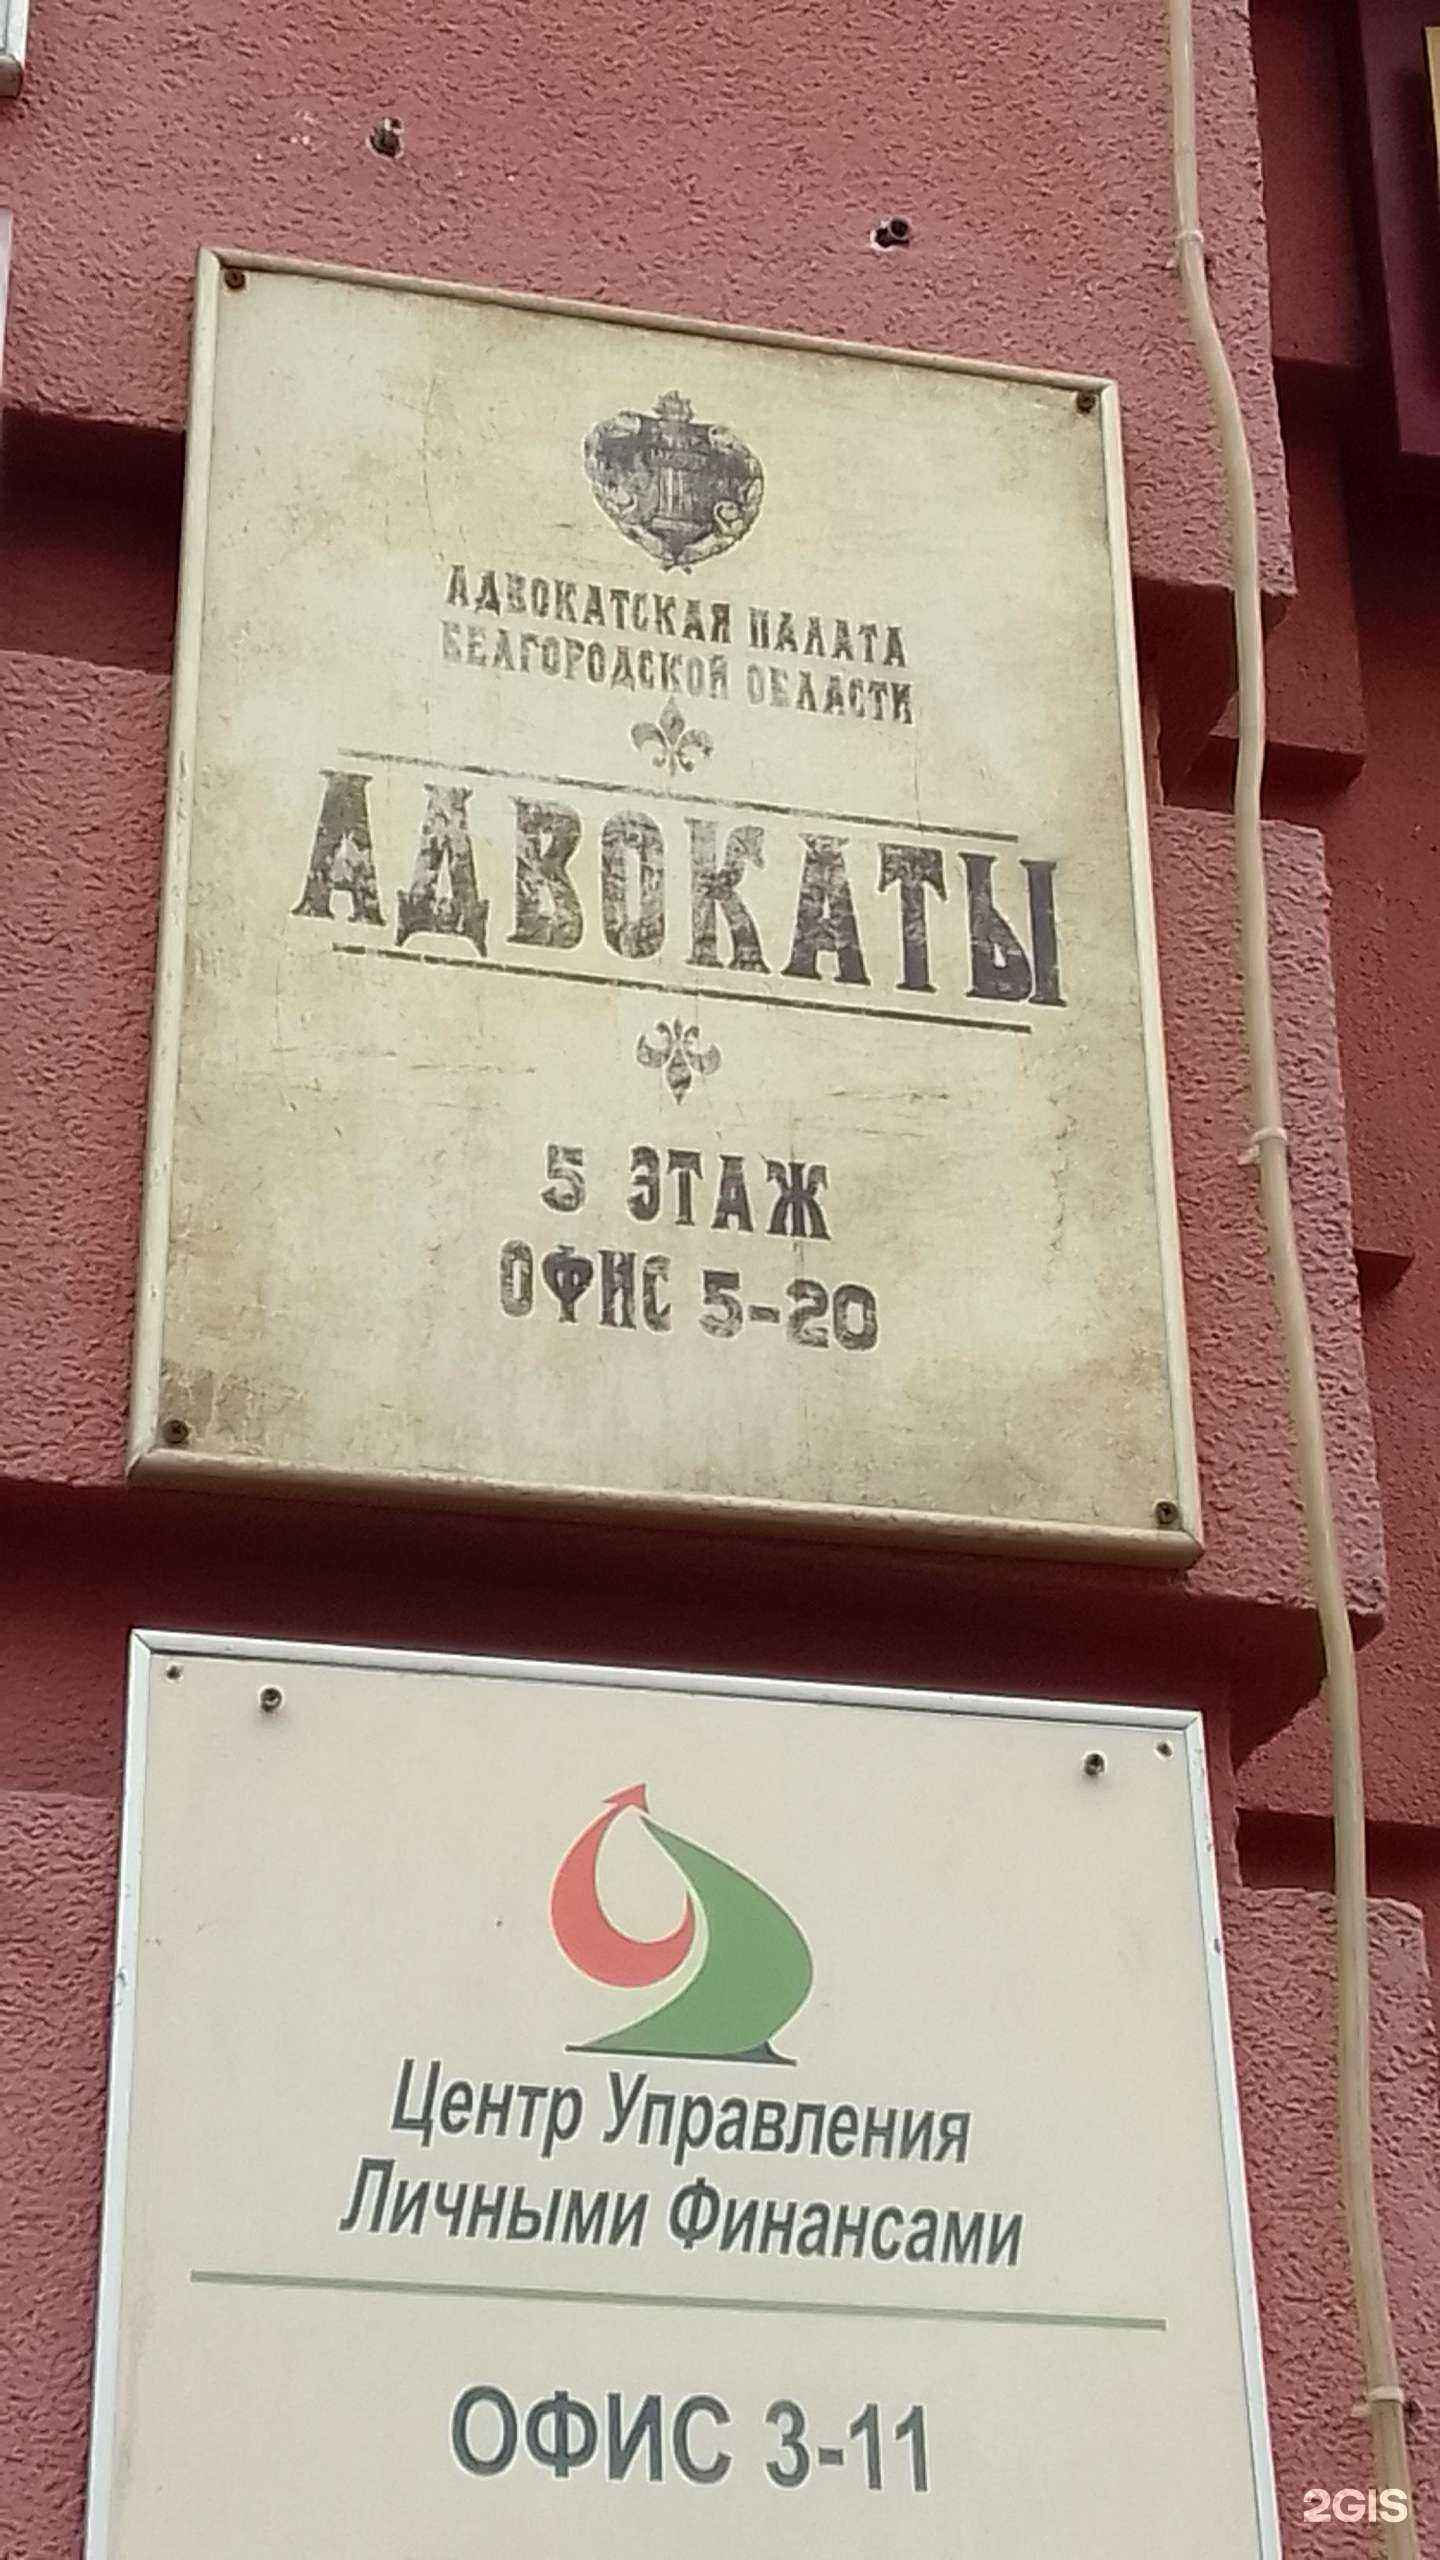 АДВОКАТСКАЯ ПАЛАТА
БЕЛГОРОДСКОЙ ОБЛАСТИ
АДВОКАТЫ
5 ЭТАЖ
ОФИС 5-20
Центр Управления
Личными Финансами
ОФИС 3-11
2GIS